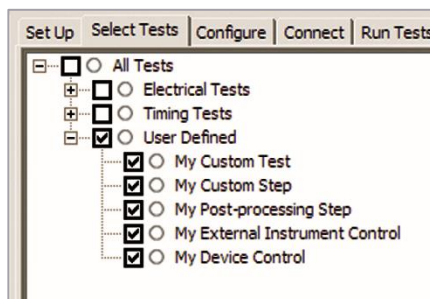 Set Up Select Tests Configure Connect Run Tests
All Tests
Electrical Tests
Timing Tests
User Defined
My Custom Test
My Custom Step
My Post-processing Step
My External Instrument Control
My Device Control